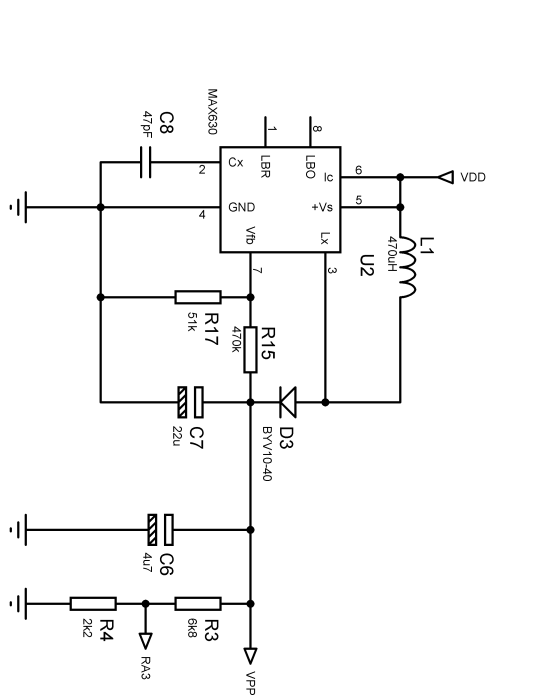 MAX630
C8
47pF
1
8
2
Cx
LBR
LBO
Ic
6
VDD
4
GND
+Vs
5
Vfb
Lx
7
3
U2
L1
470uH
R17
51k
R15
470k
C7
22u
D3
BYV10-40
C6
4u7
R4
2k2
R3
6k8
RA3
VPP